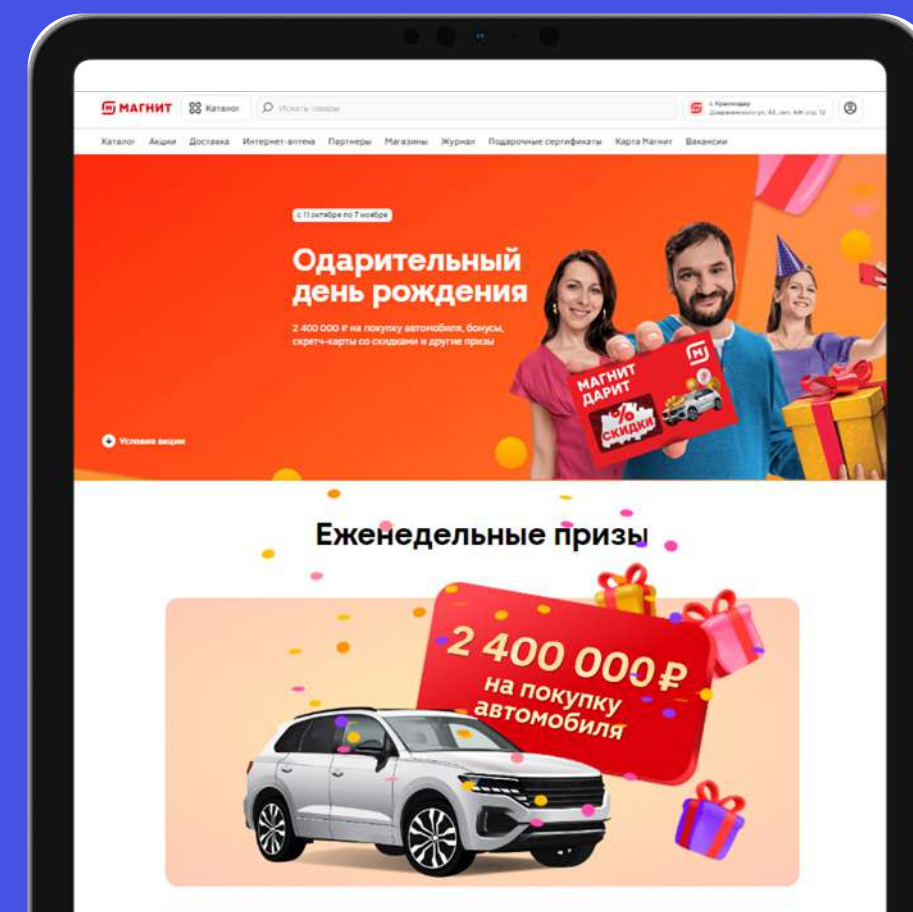 МАГНИТ
Каталог
Искать товары
г. Краснодар
Каталог Акции Доставка Интернет-аптека Партнеры Магазины Журнал Подарочные сертификаты Карта Магнит Вакансии
с 11 октября по 7 ноября
Одарительный
день рождения
2 400 000 ₽ на покупку автомобиля, бонусы,
скретч-карты со скидками и другие призы
МАГНИТ
ДАРИТ
%
СКИДКИ
Условия акции
Еженедельные призы
2 400 000 ₽
на покупку
автомобиля